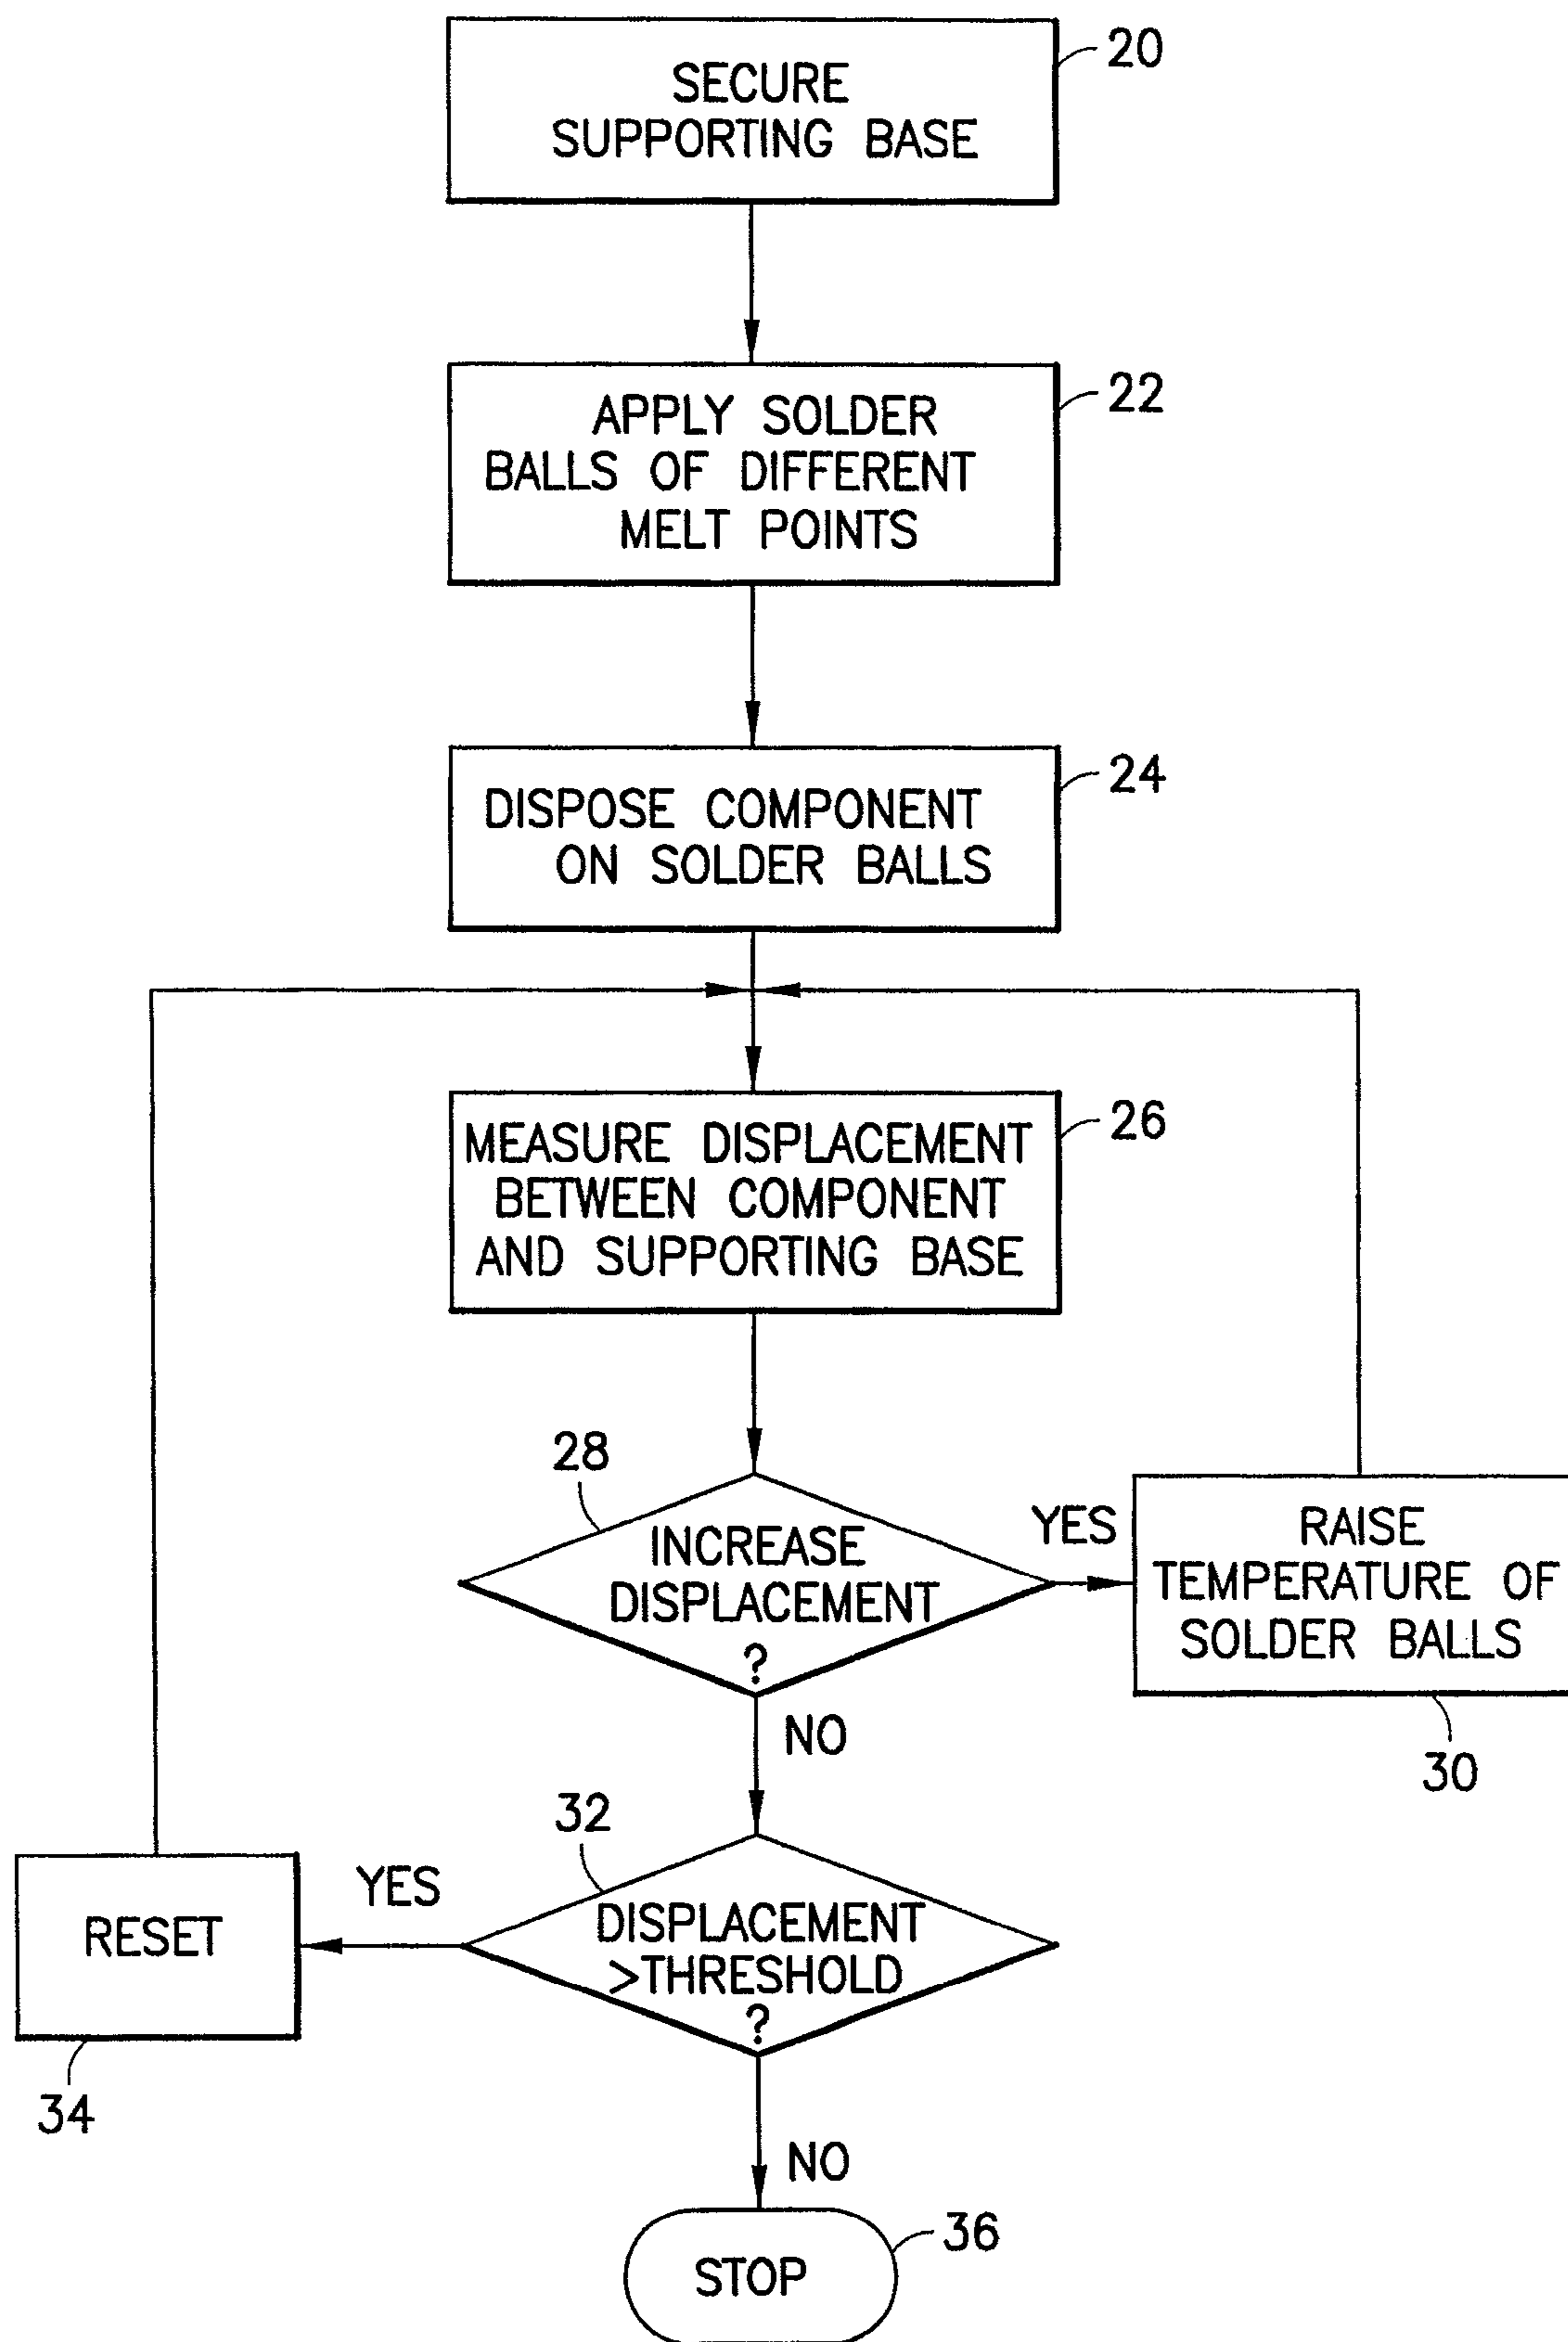 SECURE
SUPPORTING BASE
20
APPLY SOLDER
BALLS OF DIFFERENT
MELT POINTS
22
DISPOSE COMPONENT
ON SOLDER BALLS
24
MEASURE DISPLACEMENT
BETWEEN COMPONENT
AND SUPPORTING BASE
26
28
INCREASE
DISPLACEMENT
?
YES
RAISE
TEMPERATURE OF
SOLDER BALLS
30
NO
32
DISPLACEMENT
>THRESHOLD
?
YES
RESET
34
NO
STOP
36